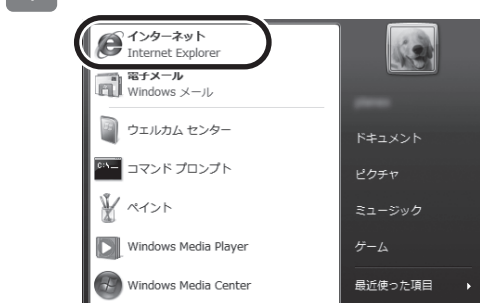 インターネット
Internet Explorer
電子メール
Windows メール
ウェルカム センター
コマンド プロンプト
ペイント
Windows Media Player
Windows Media Center
ドキュメント
ピクチャ
ミュージック
ゲーム
最近使った項目